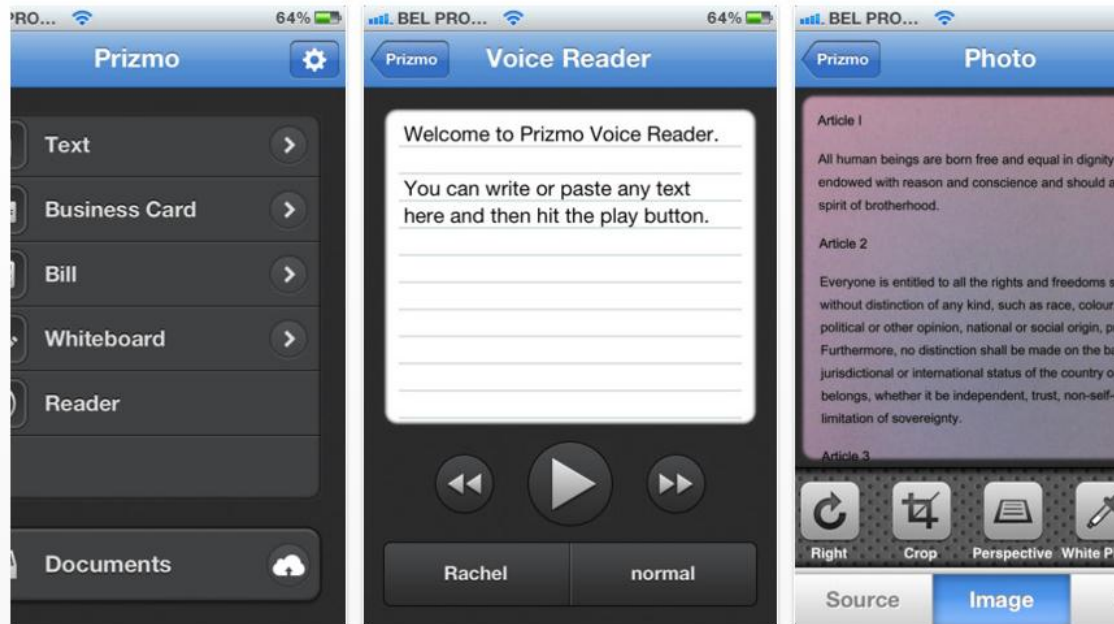 PRO... 64%
Prizmo
Text
Business Card
Bill
Whiteboard
Reader
Documents
BEL PRO... 64%
Prizmo Voice Reader
Welcome to Prizmo Voice Reader.
You can write or paste any text
here and then hit the play button.
Rachel normal
BEL PRO...
Prizmo Photo
Article I
All human beings are born free and equal in dignity
endowed with reason and conscience and should a
spirit of brotherhood.
Article 2
Everyone is entitled to all the rights and freedoms s
without distinction of any kind, such as race, colour
political or other opinion, national or social origin, p
Furthermore, no distinction shall be made on the ba
jurisdictional or international status of the country o
belongs, whether it be independent, trust, non-self-
limitation of sovereignty.
Article 3
Right Crop Perspective White P
Source Image